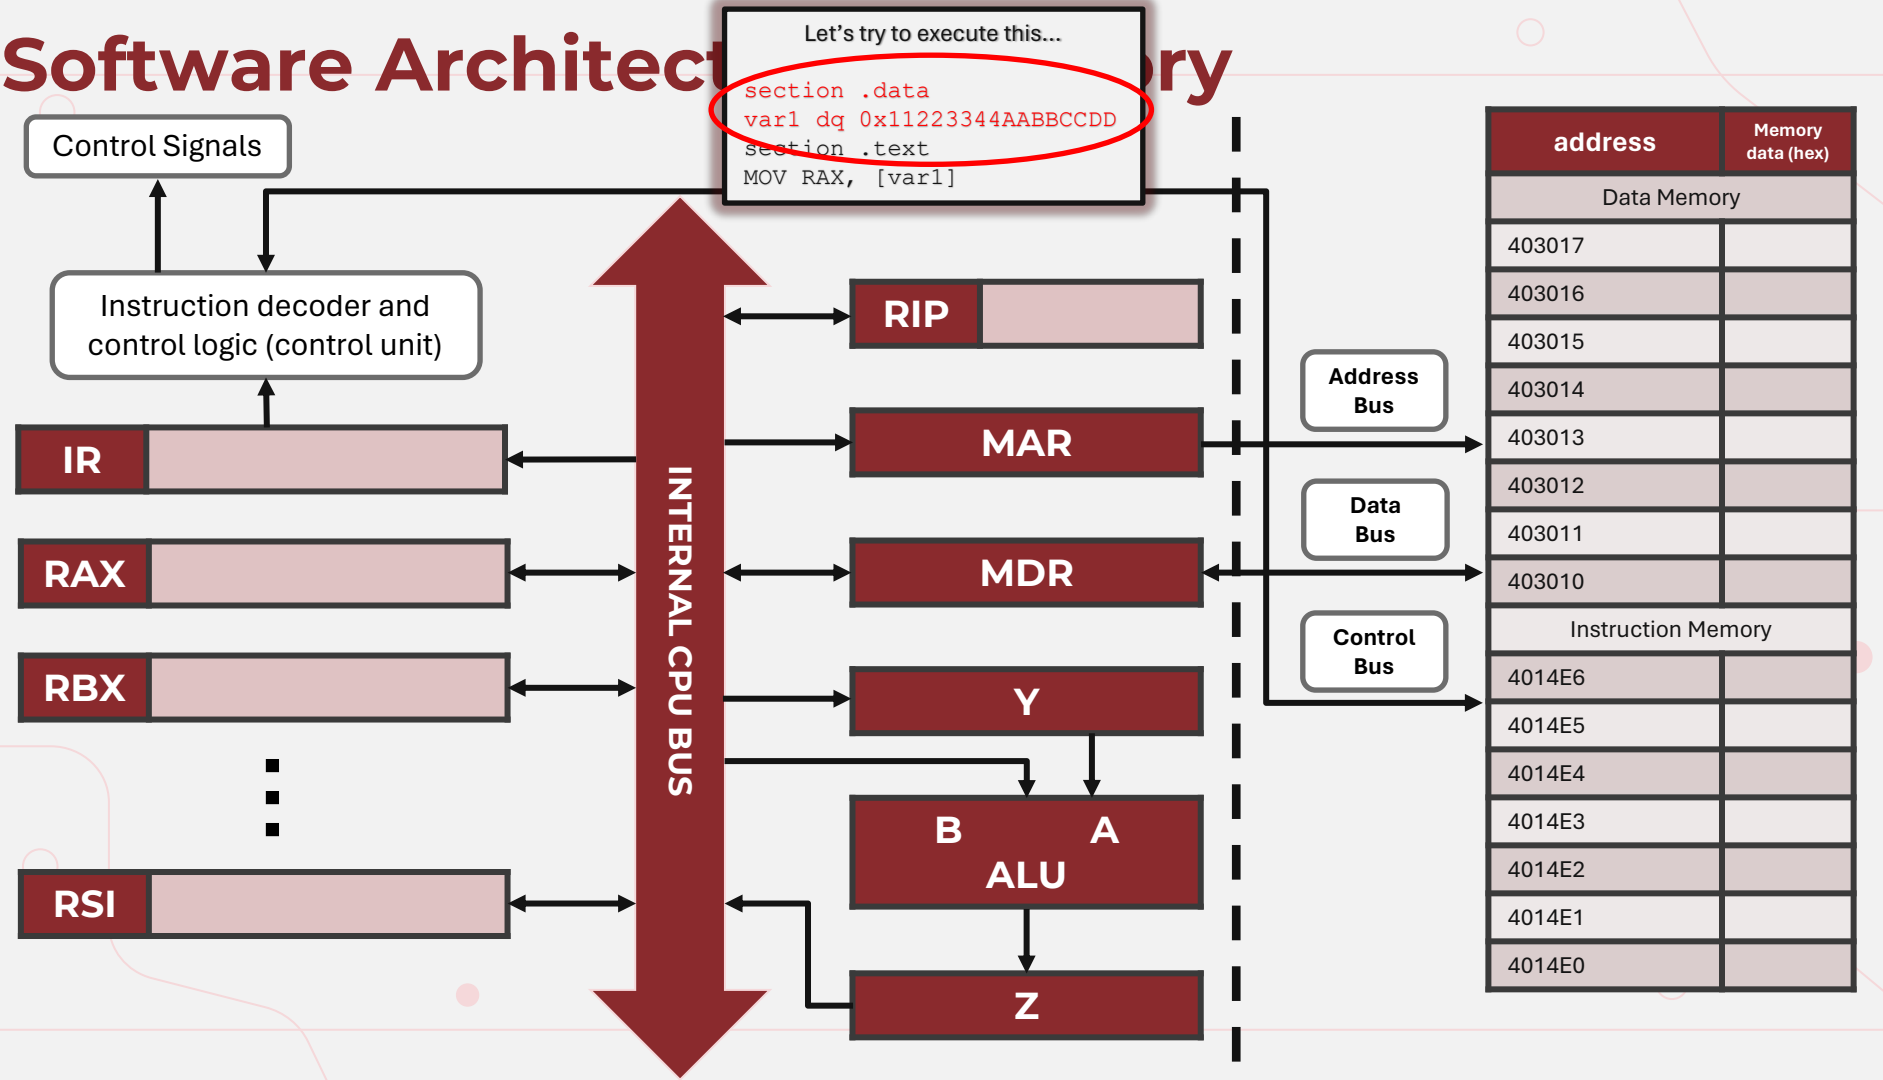 Software Architect ry
Let's try to execute this...
section .data
var1 dq 0x11223344AABBCCDD
section .text
MOV RAX, [var1]
Control Signals
Instruction decoder and
control logic (control unit)
IR
RAX
RBX
RSI
INTERNAL CPU BUS
RIP
MAR
MDR
Y
B A
ALU
Z
Address
Bus
Data
Bus
Control
Bus
address Memory
data (hex)
Data Memory
403017
403016
403015
403014
403013
403012
403011
403010
Instruction Memory
4014E6
4014E5
4014E4
4014E3
4014E2
4014E1
4014E0